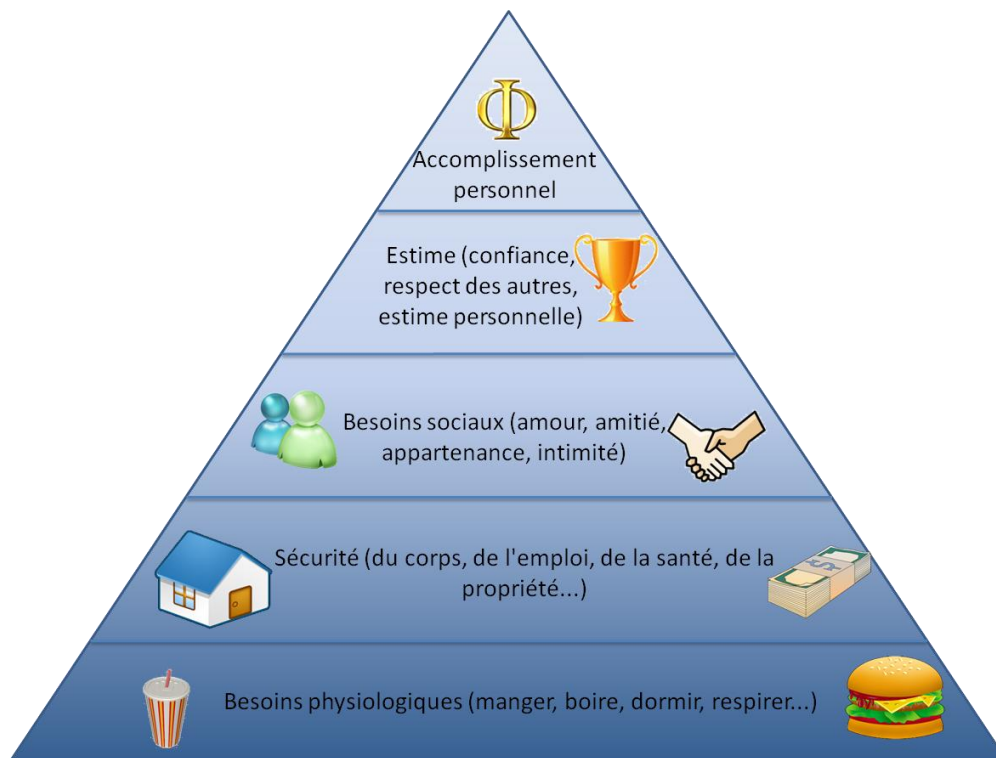 Φ
Accomplissement
personnel
Estime (confiance,
respect des autres,
estime personnelle)
Besoins sociaux (amour, amitié,
appartenance, intimité)
Sécurité (du corps, de l'emploi, de la santé, de la
propriété...)
$
Besoins physiologiques (manger, boire, dormir, respirer...)